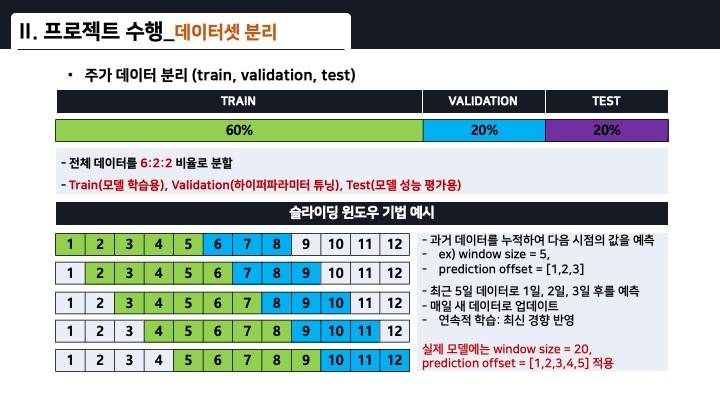 II. 프로젝트 수행_데이터셋 분리
• 주가 데이터 분리 (train, validation, test)
TRAIN VALIDATION TEST
60% 20% 20%
- 전체 데이터를 6:2:2 비율로 분할
- Train(모델 학습용), Validation(하이퍼파라미터 튜닝), Test(모델 성능 평가용)
슬라이딩 윈도우 기법 예시
1 2 3 4 5 6 7 8 9 10 11 12
1 2 3 4 5 6 7 8 9 10 11 12
1 2 3 4 5 6 7 8 9 10 11 12
1 2 3 4 5 6 7 8 9 10 11 12
1 2 3 4 5 6 7 8 9 10 11 12
- 과거 데이터를 누적하여 다음 시점의 값을 예측
- ex) window size = 5,
- prediction offset = [1,2,3]
- 최근 5일 데이터로 1일, 2일, 3일 후를 예측
- 매일 새 데이터로 업데이트
- 연속적 학습: 최신 경향 반영
실제 모델에는 window size = 20,
prediction offset = [1,2,3,4,5] 적용